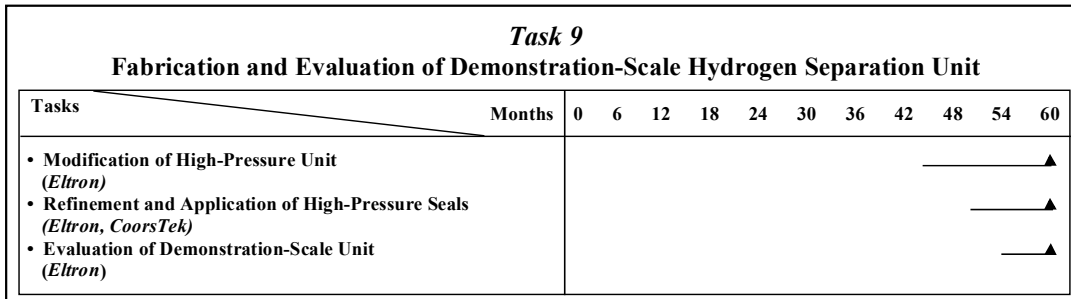 Task 9
Fabrication and Evaluation of Demonstration-Scale Hydrogen Separation Unit
Tasks Months 0 6 12 18 24 30 36 42 48 54 60
• Modification of High-Pressure Unit
(Eltron)
• Refinement and Application of High-Pressure Seals
(Eltron, CoorsTek)
• Evaluation of Demonstration-Scale Unit
(Eltron)